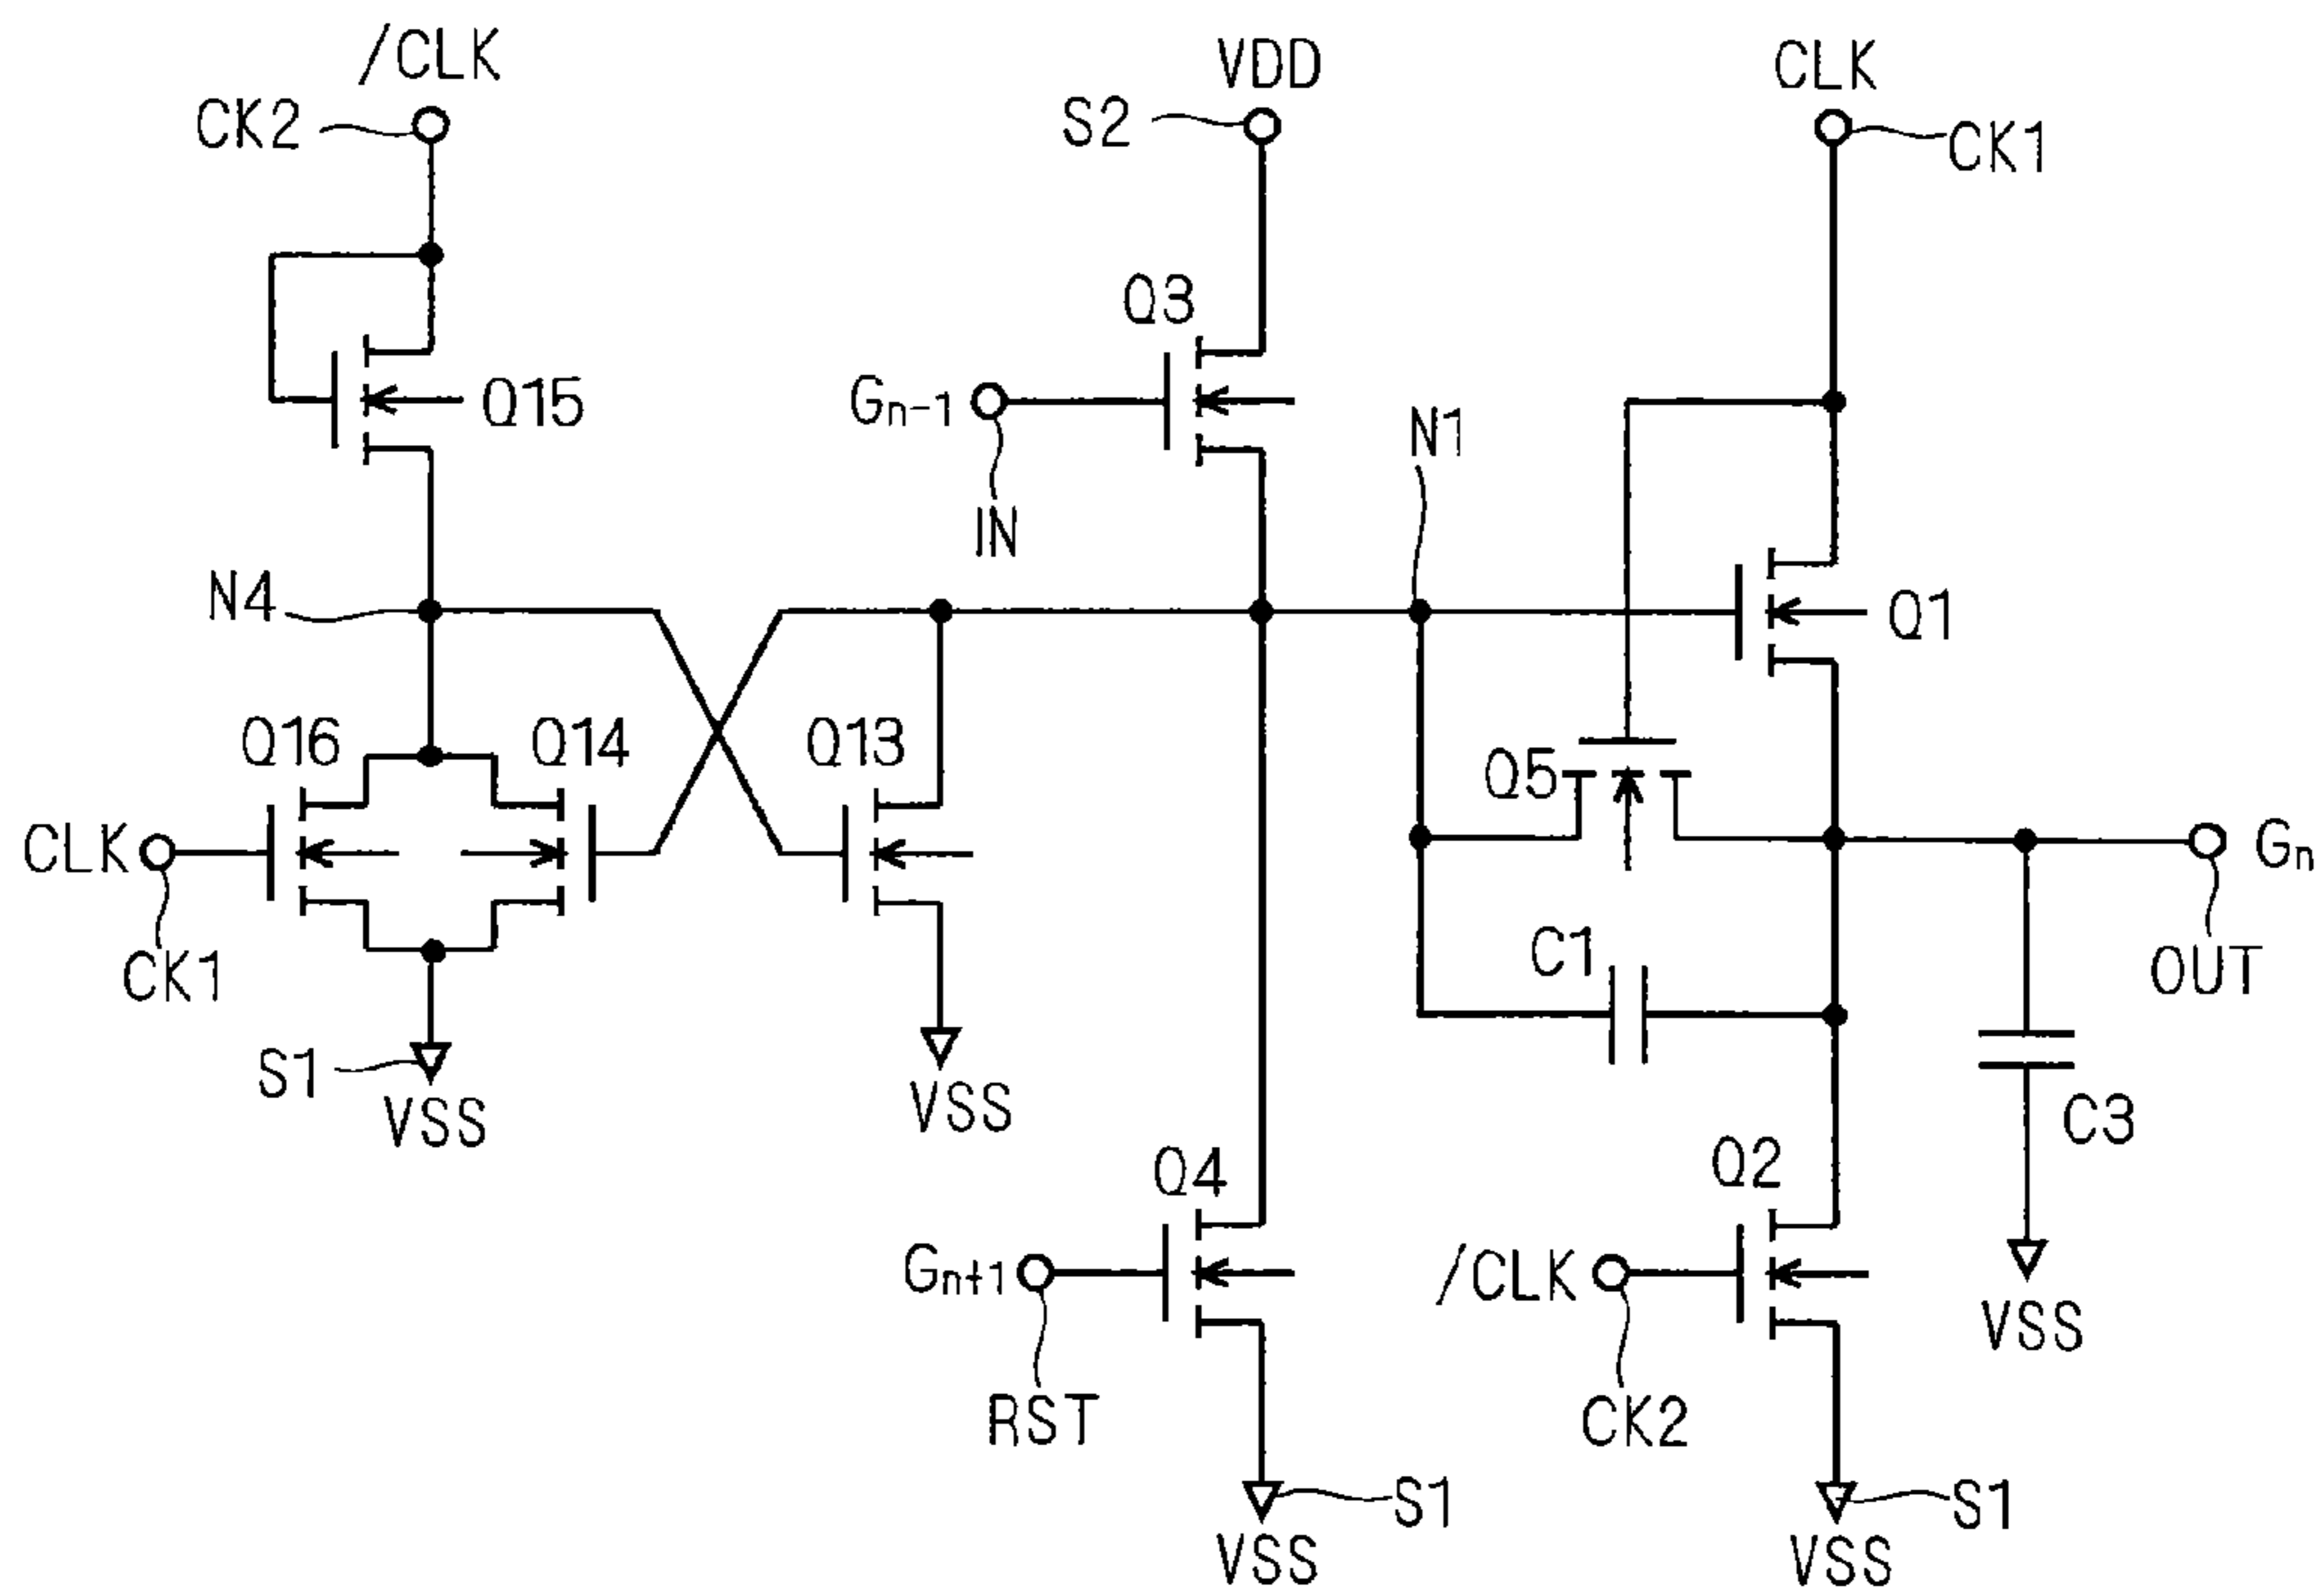 /CLK
VDD
CLK
CK2
S2
CK1
Q3
Q15
Gn-1
N1
IN
N4
Q1
Q16
Q14
Q13
Q5
CLK
Gn
CK1
C1
OUT
S1
VSS
VSS
C3
Q4
Q2
Gn+1
/CLK
VSS
RST
CK2
S1
S1
VSS
VSS